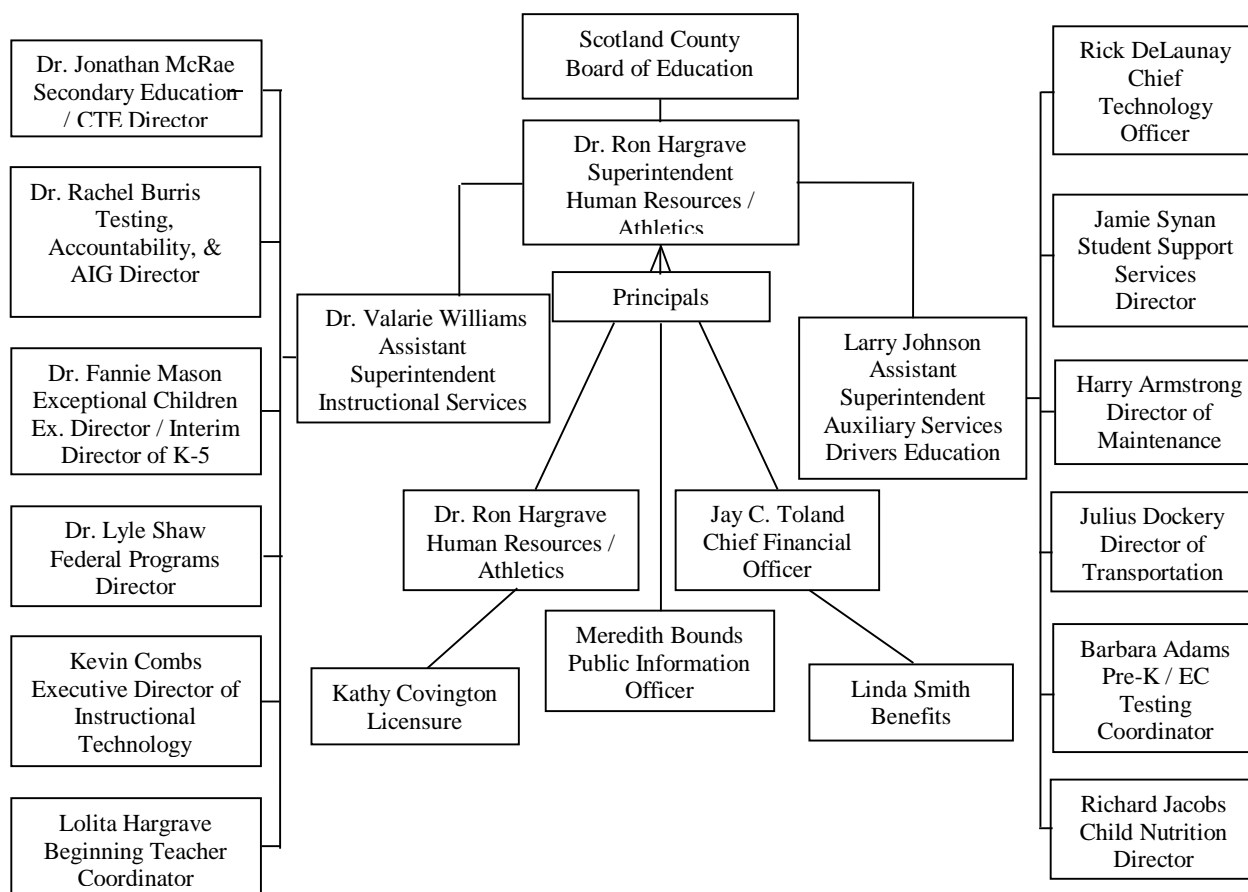 Scotland County
Board of Education
Dr. Ron Hargrave
Superintendent
Human Resources /
Athletics
Principals
Dr. Jonathan McRae
Secondary Education
/ CTE Director
Dr. Rachel Burris
Testing,
Accountability, &
AIG Director
Dr. Fannie Mason
Exceptional Children
Ex. Director / Interim
Director of K-5
Dr. Lyle Shaw
Federal Programs
Director
Kevin Combs
Executive Director of
Instructional
Technology
Lolita Hargrave
Beginning Teacher
Coordinator
Dr. Valarie Williams
Assistant
Superintendent
Instructional Services
Dr. Ron Hargrave
Human Resources /
Athletics
Kathy Covington
Licensure
Meredith Bounds
Public Information
Officer
Jay C. Toland
Chief Financial
Officer
Linda Smith
Benefits
Larry Johnson
Assistant
Superintendent
Auxiliary Services
Drivers Education
Rick DeLaunay
Chief
Technology
Officer
Jamie Synan
Student Support
Services
Director
Harry Armstrong
Director of
Maintenance
Julius Dockery
Director of
Transportation
Barbara Adams
Pre-K / EC
Testing
Coordinator
Richard Jacobs
Child Nutrition
Director